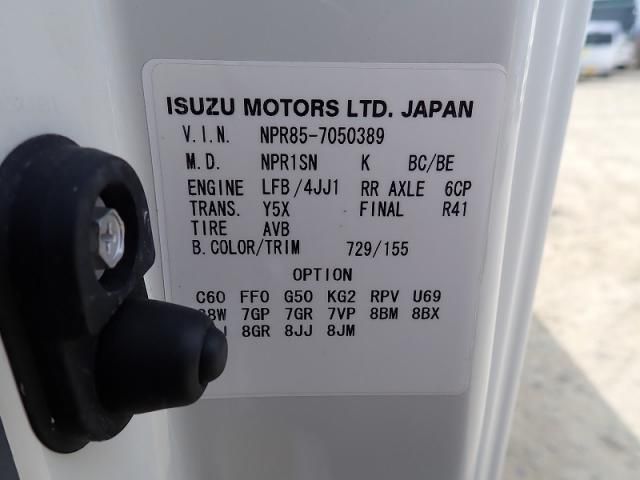 ISUZU MOTORS LTD. JAPAN
V.I.N. NPR85-7050389
M.D. NPR1SN K BC/BE
ENGINE LFB/4JJ1 RR AXLE 6CP
TRANS. Y5X FINAL R41
TIRE AVB
B.COLOR/TRIM 729/155
OPTION
C60 FF0 G50 KG2 RPV U69
7GP 7GR 7VP 8BM 8BX
8GR 8JJ 8JM